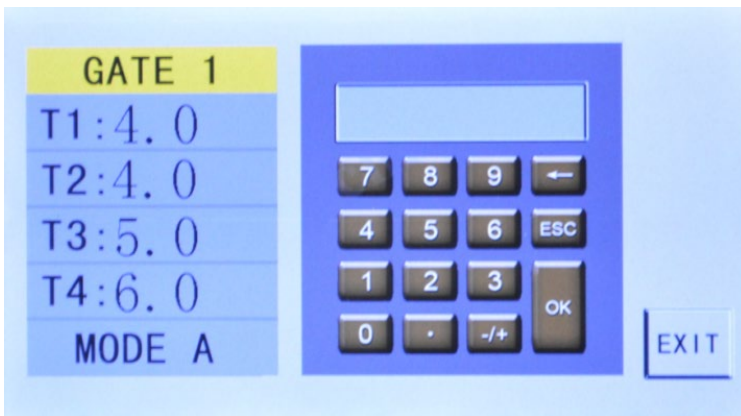 GATE 1
T1:4.0
T2:4.0
T3:5.0
T4:6.0
MODE A
7 8 9 ←
4 5 6 ESC
1 2 3
OK
0 . -/+
EXIT